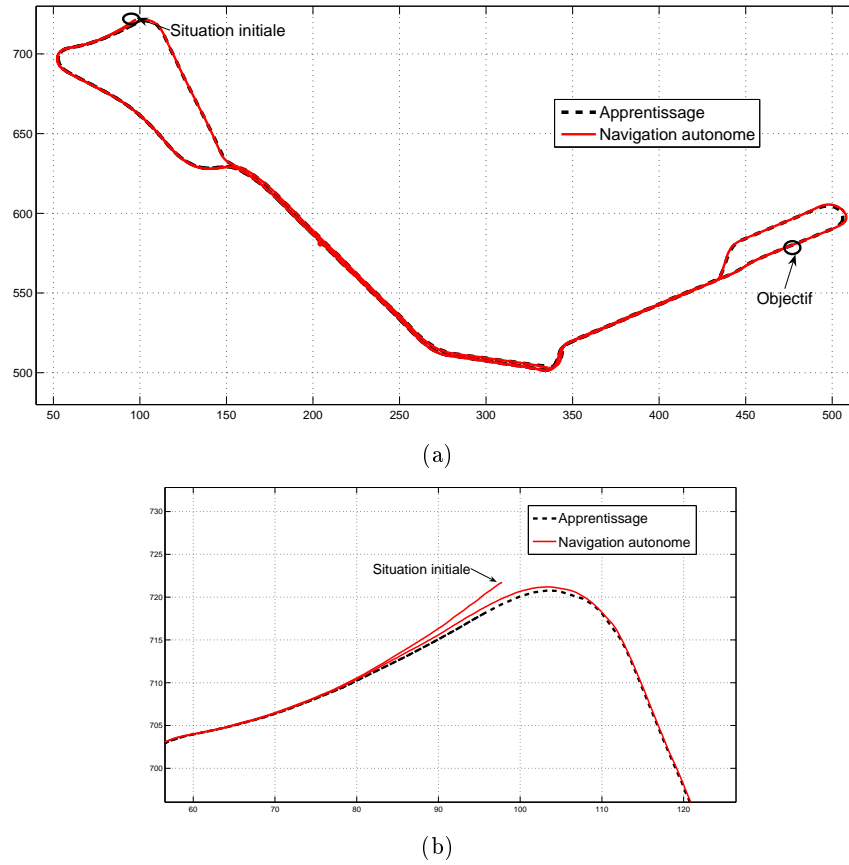 Situation initiale
700
650
600
550
500
Apprentissage
Navigation autonome
Objectif
50 100 150 200 250 300 350 400 450 500
(a)
730
725
720
715
710
705
700
Apprentissage
Navigation autonome
Situation initiale
60 70 80 90 100 110 120
(b)